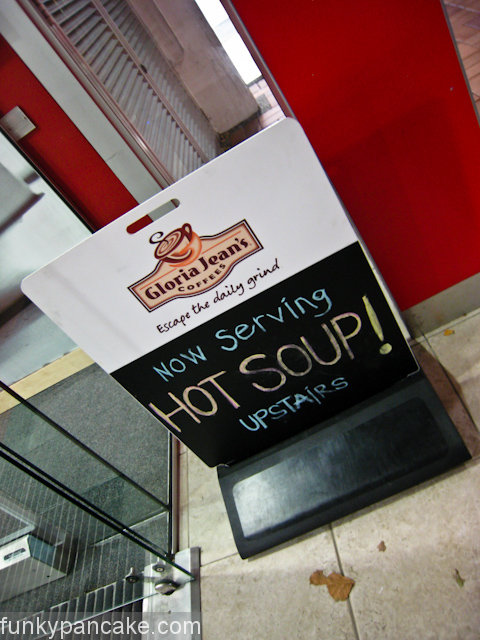 Gloria Jean's
COFFEES
Escape the daily grind
NOW Serving
HOT SOUP!
UPSTAIRS
funkypancake.com